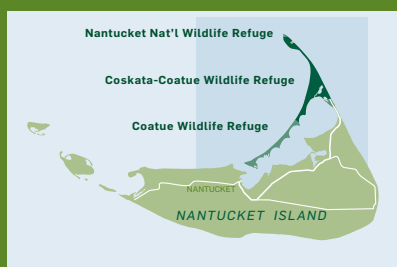 Nantucket Nat'l Wildlife Refuge
Coskata-Coatue Wildlife Refuge
Coatue Wildlife Refuge
NANTUCKET
NANTUCKET ISLAND